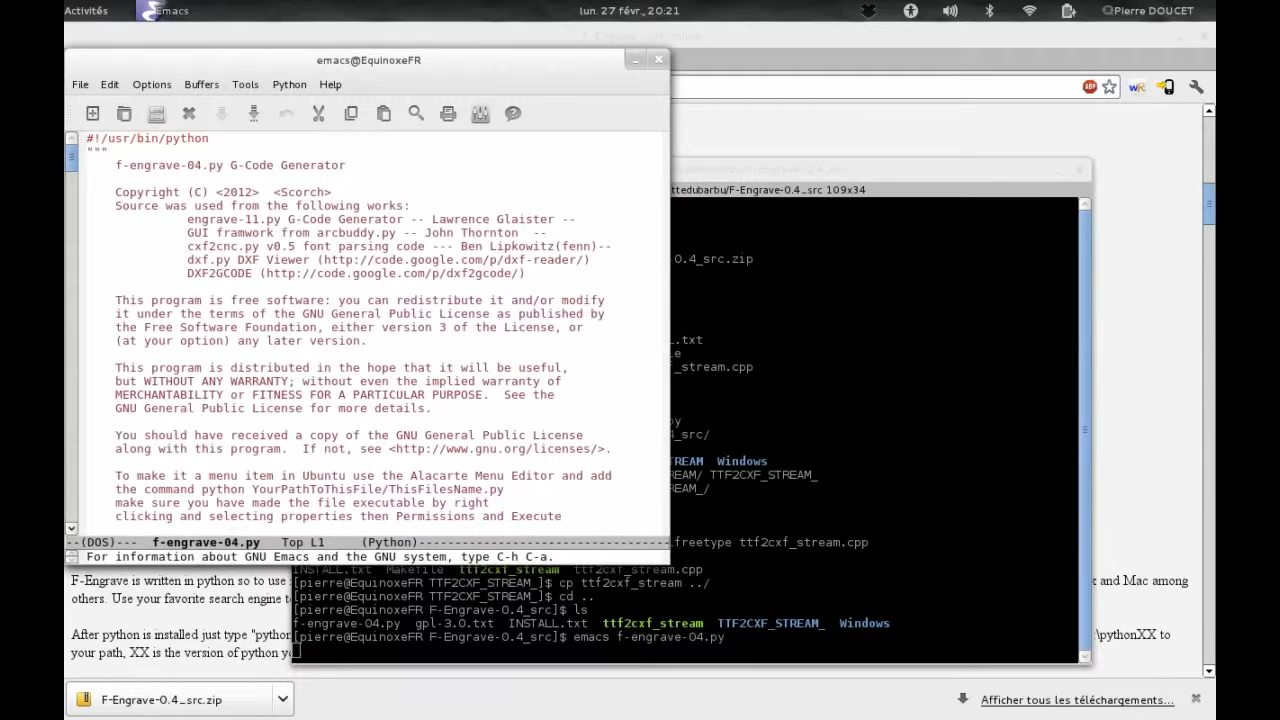 Activités Emacs lun. 27 févr., 20:21 Pierre DOUCET
emacs@EquinoxeFR
File Edit Options Buffers Tools Python Help
ABP
#!/usr/bin/python
"""
f-engrave-04.py G-Code Generator
Copyright (C) <2012> <Scorch>
Source was used from the following works:
engrave-11.py G-Code Generator -- Lawrence Glaister --
GUI framwork from arcbuddy.py -- John Thornton --
cxf2cnc.py v0.5 font parsing code --- Ben Lipkowitz(fenn)--
dxf.py DXF Viewer (http://code.google.com/p/dxf-reader/)
DXF2GCODE (http://code.google.com/p/dxf2gcode/)
This program is free software: you can redistribute it and/or modify
it under the terms of the GNU General Public License as published by
the Free Software Foundation, either version 3 of the License, or
(at your option) any later version.
This program is distributed in the hope that it will be useful,
but WITHOUT ANY WARRANTY; without even the implied warranty of
MERCHANTABILITY or FITNESS FOR A PARTICULAR PURPOSE. See the
GNU General Public License for more details.
You should have received a copy of the GNU General Public License
along with this program. If not, see <http://www.gnu.org/licenses/>.
To make it a menu item in Ubuntu use the Alacarte Menu Editor and add
the command python YourPathToThisFile/ThisFilesName.py
make sure you have made the file executable by right
clicking and selecting properties then Permissions and Execute
--(DOS)--- f-engrave-04.py Top L1 (Python)-----------------------------------
For information about GNU Emacs and the GNU system, type C-h C-a.
ttedubarbu/F-Engrave-0.4_src 109x34
0.4_src.zip
L.txt
le
f_stream.cpp
py
4_src/
REAM Windows
REAM/ TTF2CXF_STREAM_
REAM_/
lfreetype ttf2cxf_stream.cpp
INSTALL.txt Makefile ttf2cxf_stream ttf2cxf_stream.cpp
[pierre@EquinoxeFR TTF2CXF_STREAM_]$ cp ttf2cxf_stream ../
[pierre@EquinoxeFR TTF2CXF_STREAM_]$ cd ..
[pierre@EquinoxeFR F-Engrave-0.4_src]$ ls
f-engrave-04.py gpl-3.0.txt INSTALL.txt ttf2cxf_stream TTF2CXF_STREAM_ Windows
[pierre@EquinoxeFR F-Engrave-0.4_src]$ emacs f-engrave-04.py
F-Engrave is written in python so to use x and Mac among
others. Use your favorite search engine t
After python is installed just type "python :\pythonXX to
your path, XX is the version of python y
F-Engrave-0.4_src.zip
Afficher tous les téléchargements...